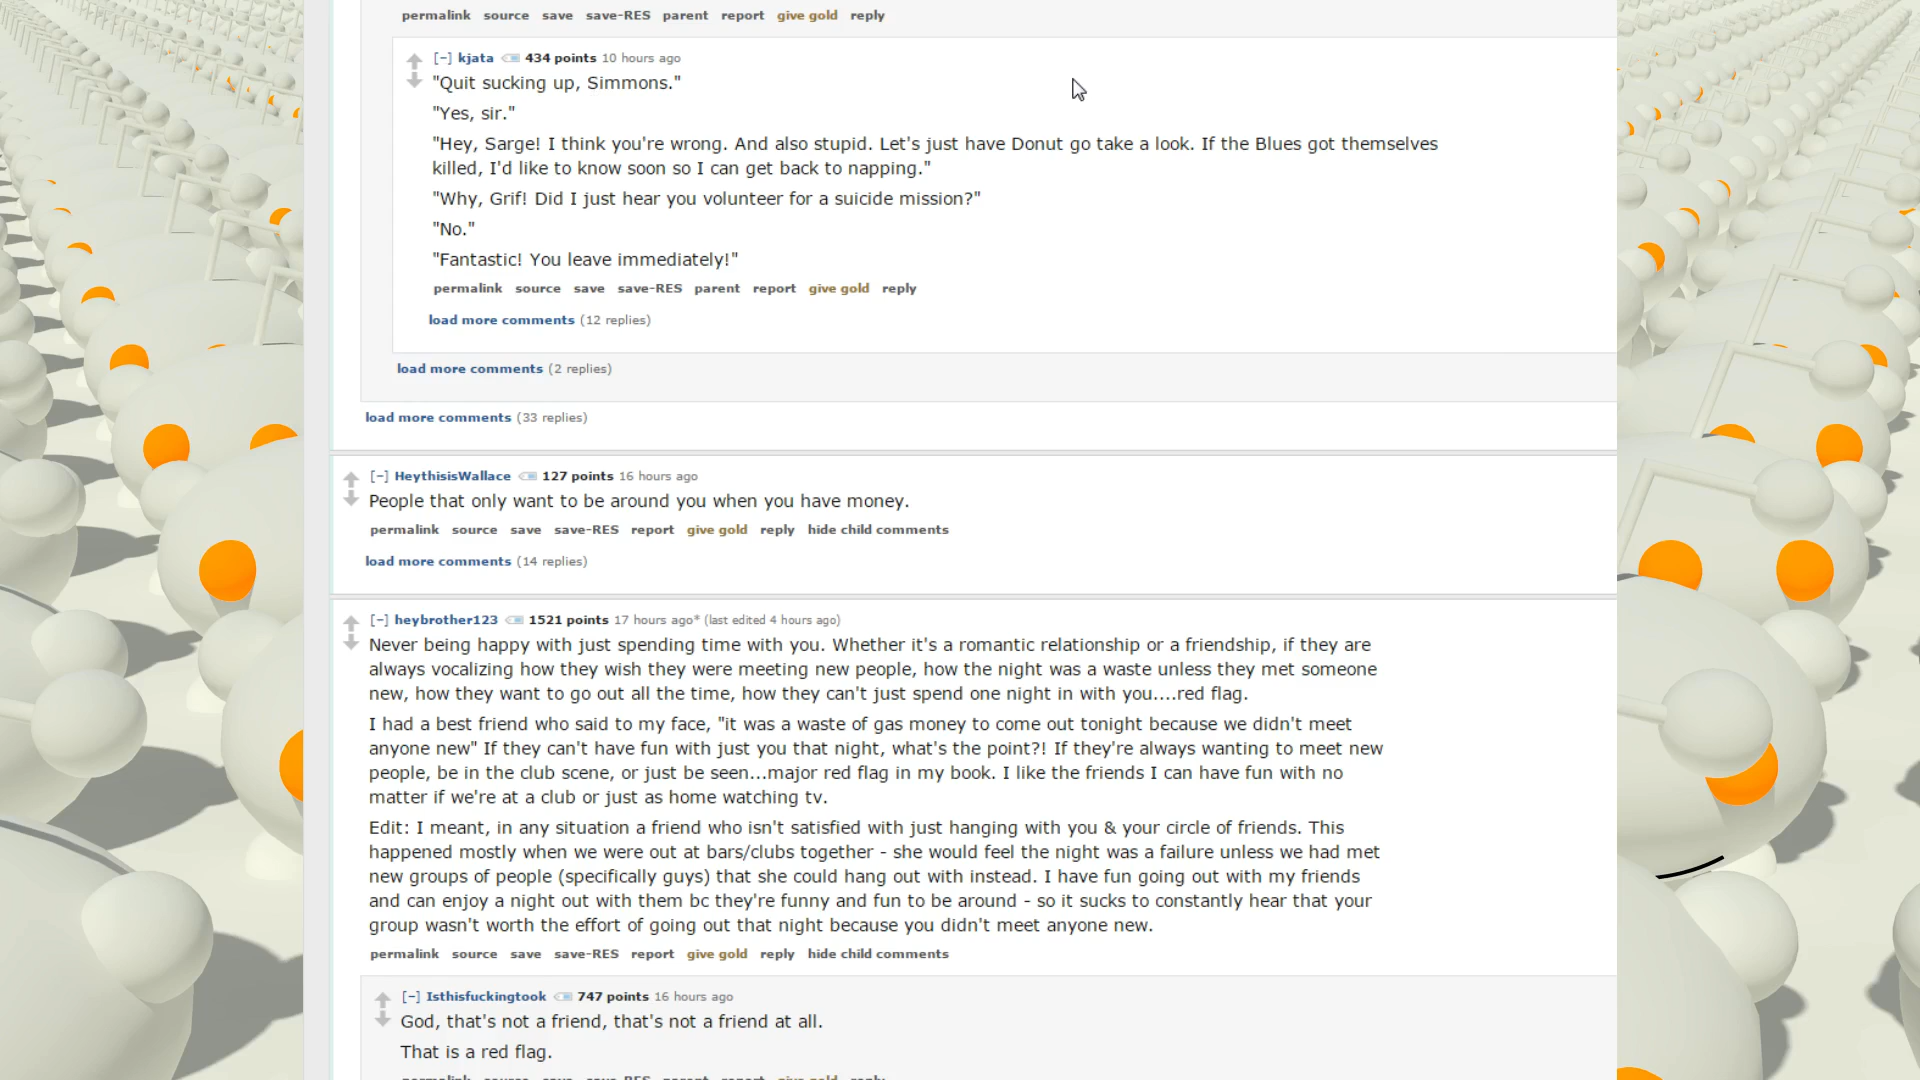 permalink source save save-RES parent report give gold reply
[-] kjata 434 points 10 hours ago
"Quit sucking up, Simmons."
"Yes, sir."
"Hey, Sarge! I think you're wrong. And also stupid. Let's just have Donut go take a look. If the Blues got themselves
killed, I'd like to know soon so I can get back to napping."
"Why, Grif! Did I just hear you volunteer for a suicide mission?"
"No."
"Fantastic! You leave immediately!"
permalink source save save-RES parent report give gold reply
load more comments (12 replies)
load more comments (2 replies)
load more comments (33 replies)
[-] HeythisisWallace 127 points 16 hours ago
People that only want to be around you when you have money.
permalink source save save-RES report give gold reply hide child comments
load more comments (14 replies)
[-] heybrother123 1521 points 17 hours ago* (last edited 4 hours ago)
Never being happy with just spending time with you. Whether it's a romantic relationship or a friendship, if they are
always vocalizing how they wish they were meeting new people, how the night was a waste unless they met someone
new, how they want to go out all the time, how they can't just spend one night in with you....red flag.
I had a best friend who said to my face, "it was a waste of gas money to come out tonight because we didn't meet
anyone new" If they can't have fun with just you that night, what's the point?! If they're always wanting to meet new
people, be in the club scene, or just be seen...major red flag in my book. I like the friends I can have fun with no
matter if we're at a club or just as home watching tv.
Edit: I meant, in any situation a friend who isn't satisfied with just hanging with you & your circle of friends. This
happened mostly when we were out at bars/clubs together - she would feel the night was a failure unless we had met
new groups of people (specifically guys) that she could hang out with instead. I have fun going out with my friends
and can enjoy a night out with them bc they're funny and fun to be around - so it sucks to constantly hear that your
group wasn't worth the effort of going out that night because you didn't meet anyone new.
permalink source save save-RES report give gold reply hide child comments
[-] Isthisfuckingtook 747 points 16 hours ago
God, that's not a friend, that's not a friend at all.
That is a red flag.
permalink source save save-RES parent report give gold reply